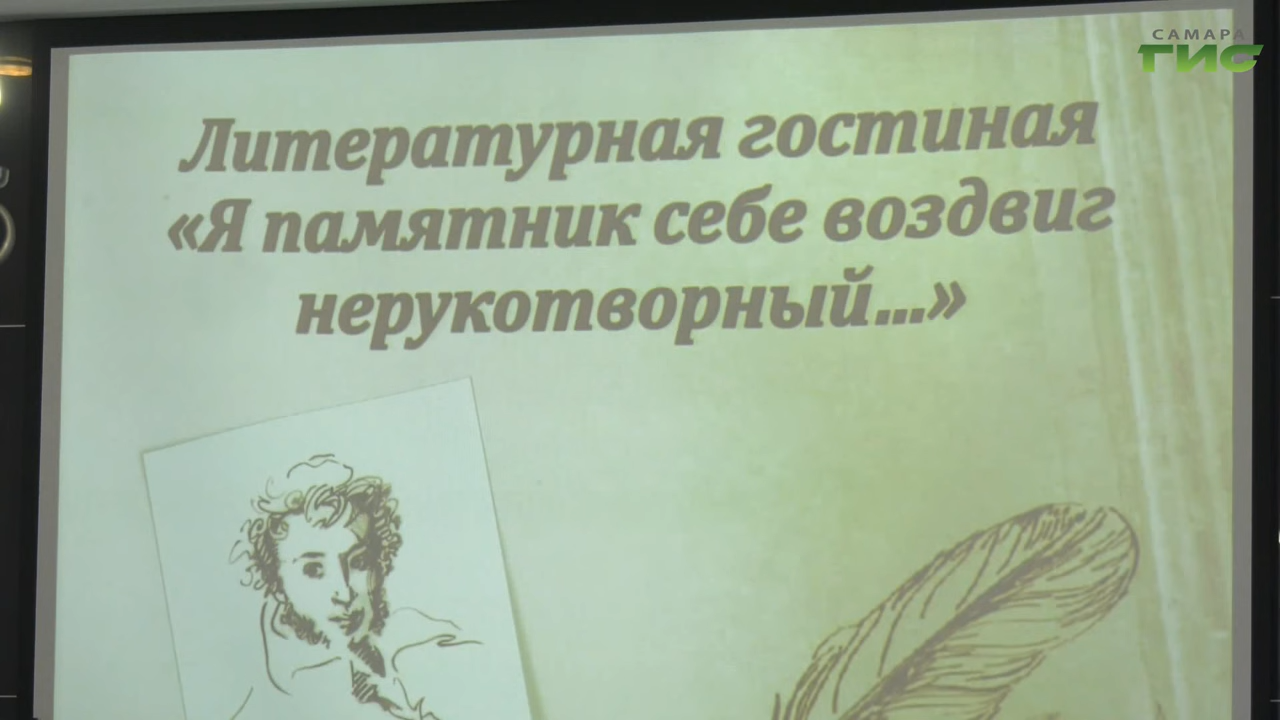 САМАРА
ГИС
Литературная гостиная
«Я памятник себе воздвиг
нерукотворный...»